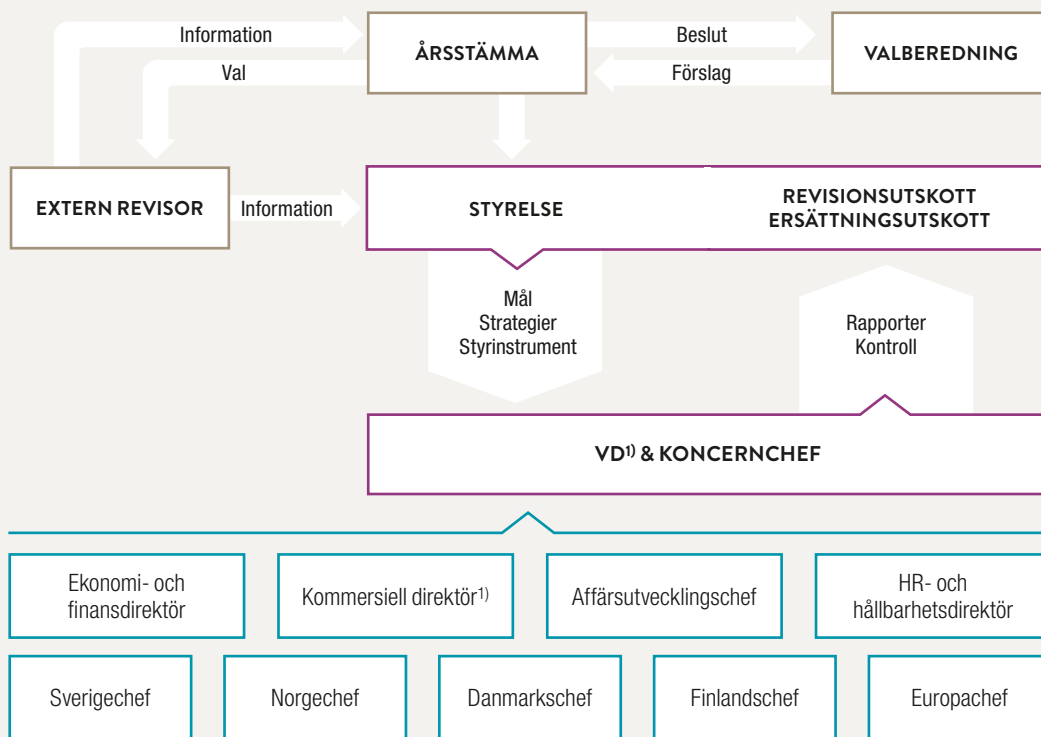 Information
ÅRSSTÄMMA
Beslut
VALBEREDNING
Val
Förslag
EXTERN REVISOR
Information
STYRELSE
REVISIONSUTSKOTT
ERSÄTTNINGSUTSKOTT
Mål
Strategier
Styrinstrument
Rapporter
Kontroll
VD¹⁾ & KONCERNCHEF
Ekonomi- och
finansdirektör
Kommersiell direktör¹⁾
Affärsutvecklingschef
HR- och
hållbarhetsdirektör
Sverigechef
Norgechef
Danmarkschef
Finlandschef
Europachef